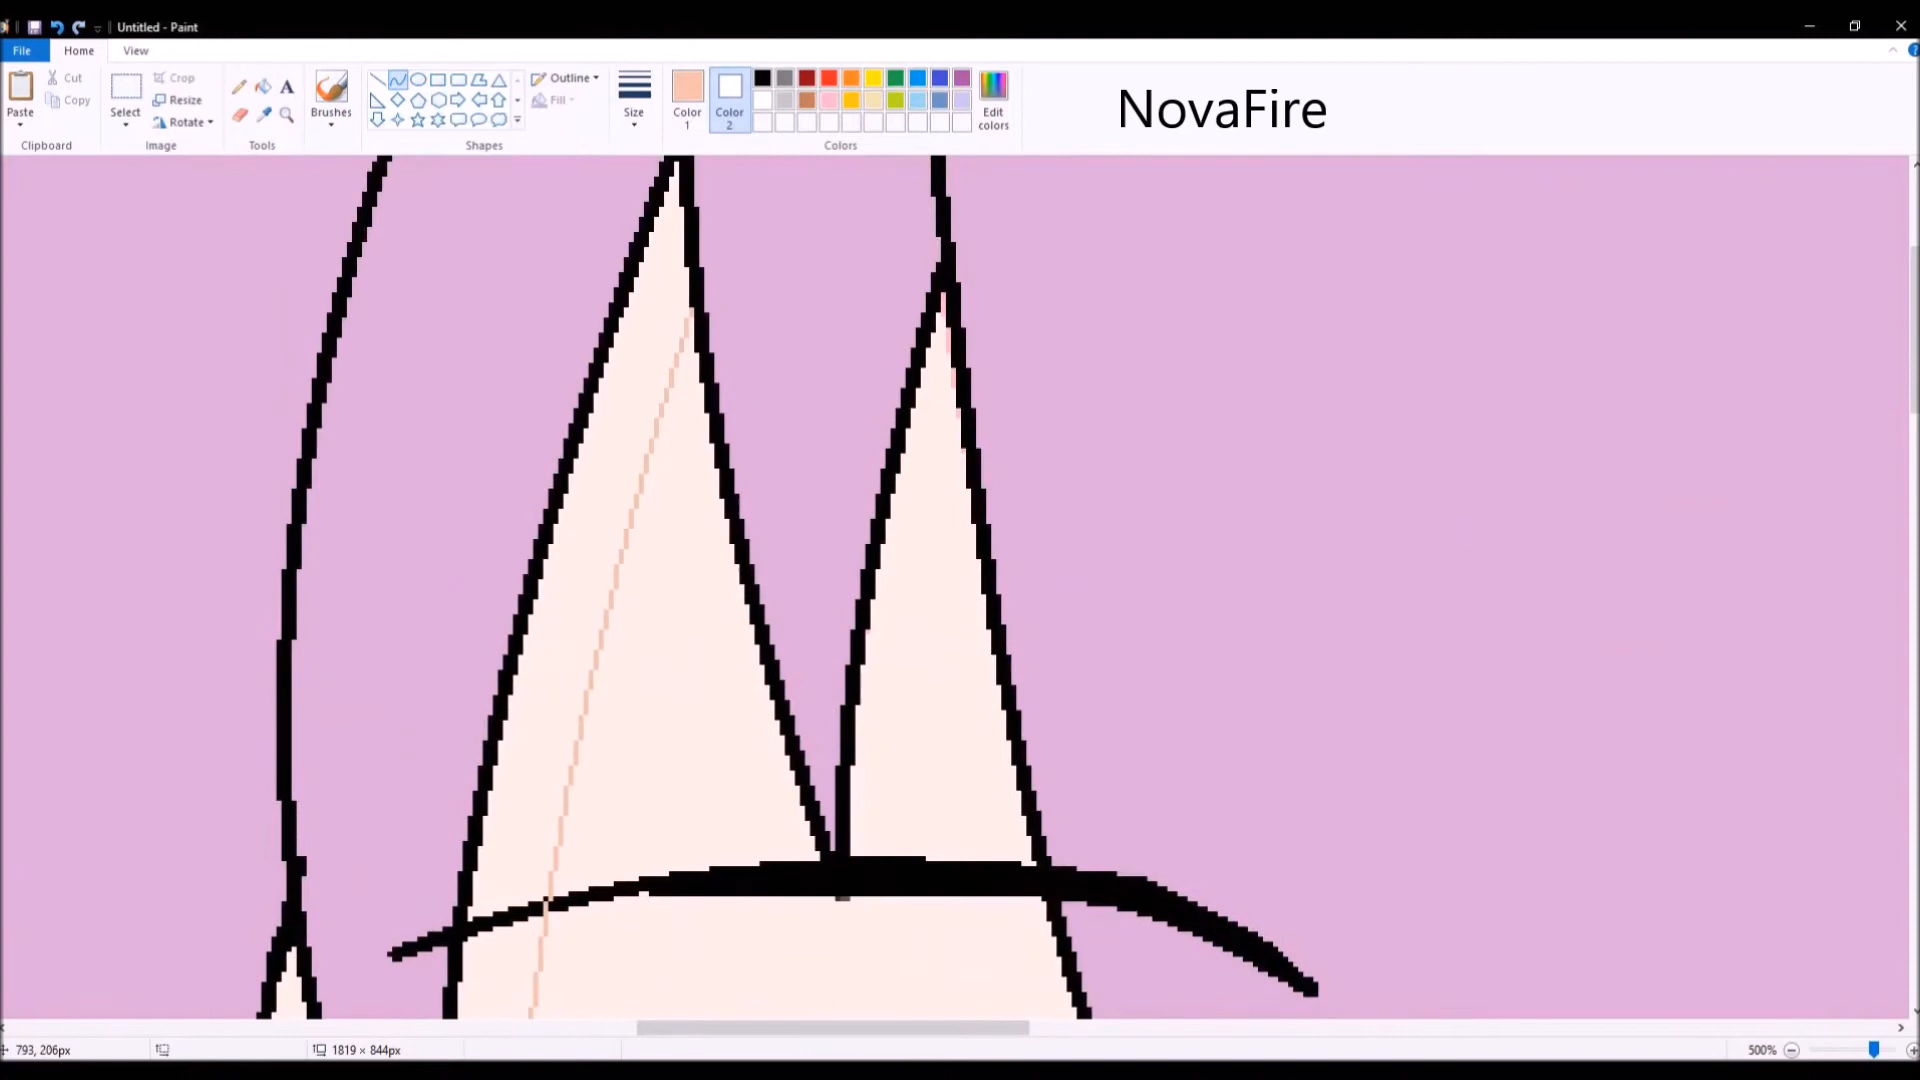 Untitled - Paint
File Home View
Cut Crop Outline
Copy Resize Fill
Paste Select Rotate Brushes Size Color 1 Color 2 Edit colors
Clipboard Image Tools Shapes Colors
NovaFire
793, 206px 1819 × 844px 500%